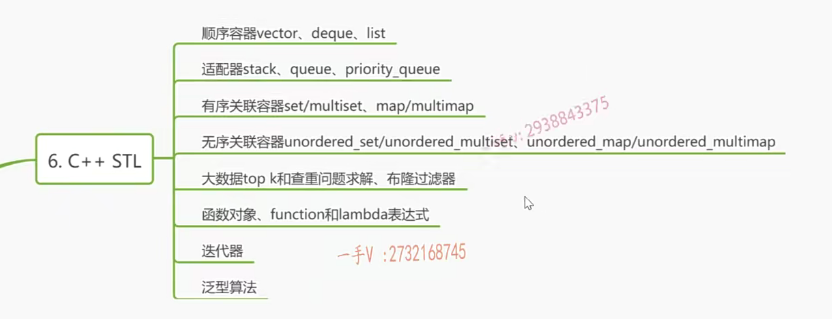 顺序容器vector、deque、list
适配器stack、queue、priority_queue
有序关联容器set/multiset、map/multimap
无序关联容器unordered_set/unordered_multiset、unordered_map/unordered_multimap
6. C++ STL
大数据top k和查重问题求解、布隆过滤器
函数对象、function和lambda表达式
迭代器
泛型算法
2938843375
一手V :2732168745